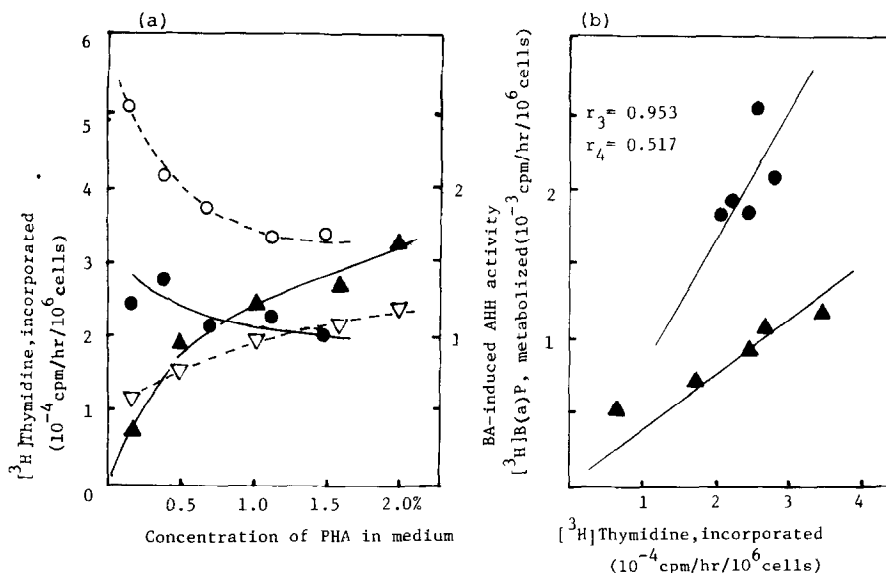 (a)
6
5
4
3
2
1
0
[³H]Thymidine,incorporated
(10⁻⁴cpm/hr/10⁶cells)
2
1
0.5 1.0 1.5 2.0%
Concentration of PHA in medium
(b)
r₃= 0.953
r₄= 0.517
BA-induced AHH activity
[³H]B(a)P, metabolized(10⁻³cpm/hr/10⁶cells)
2
1
1 2 3 4
[³H]Thymidine,incorporated
(10⁻⁴cpm/hr/10⁶cells)